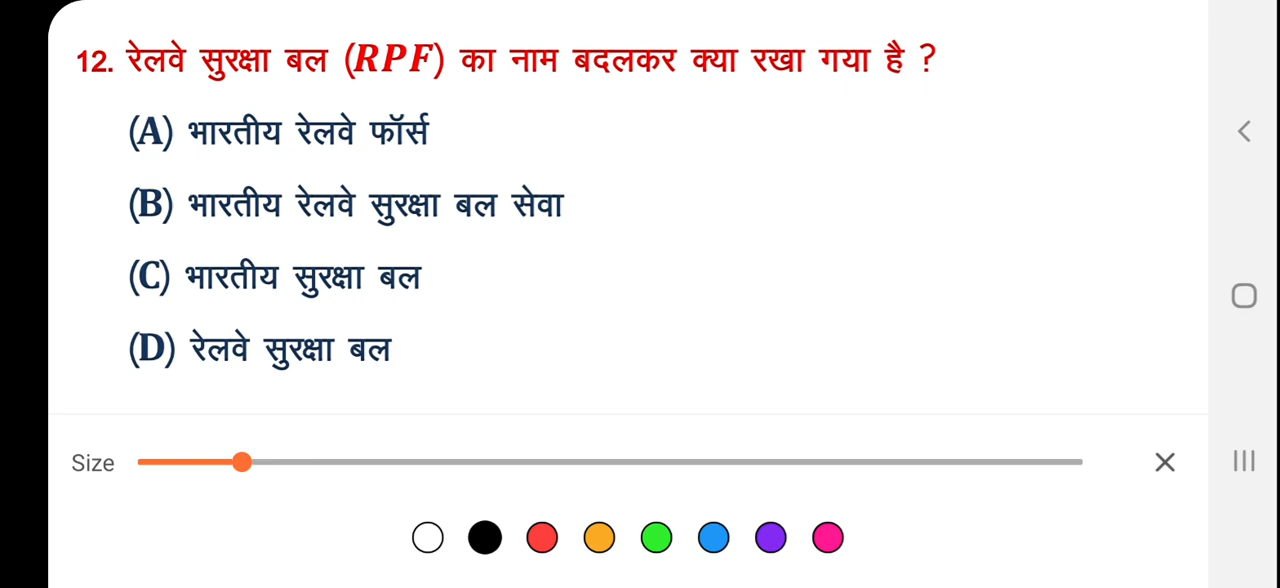 12. रेलवे सुरक्षा बल (RPF) का नाम बदलकर क्या रखा गया है ?
(A) भारतीय रेलवे फॉर्स
(B) भारतीय रेलवे सुरक्षा बल सेवा
(C) भारतीय सुरक्षा बल
(D) रेलवे सुरक्षा बल
Size